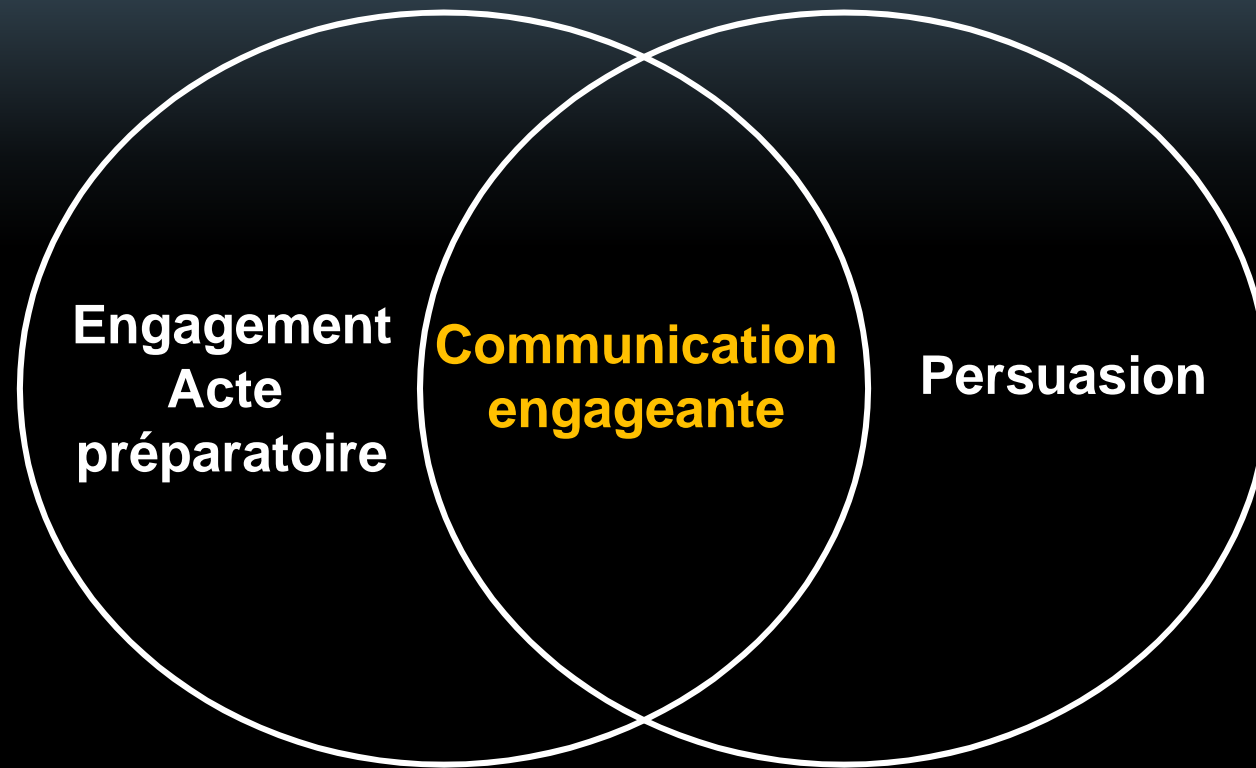 Engagement
Acte
préparatoire
Communication
engageante
Persuasion